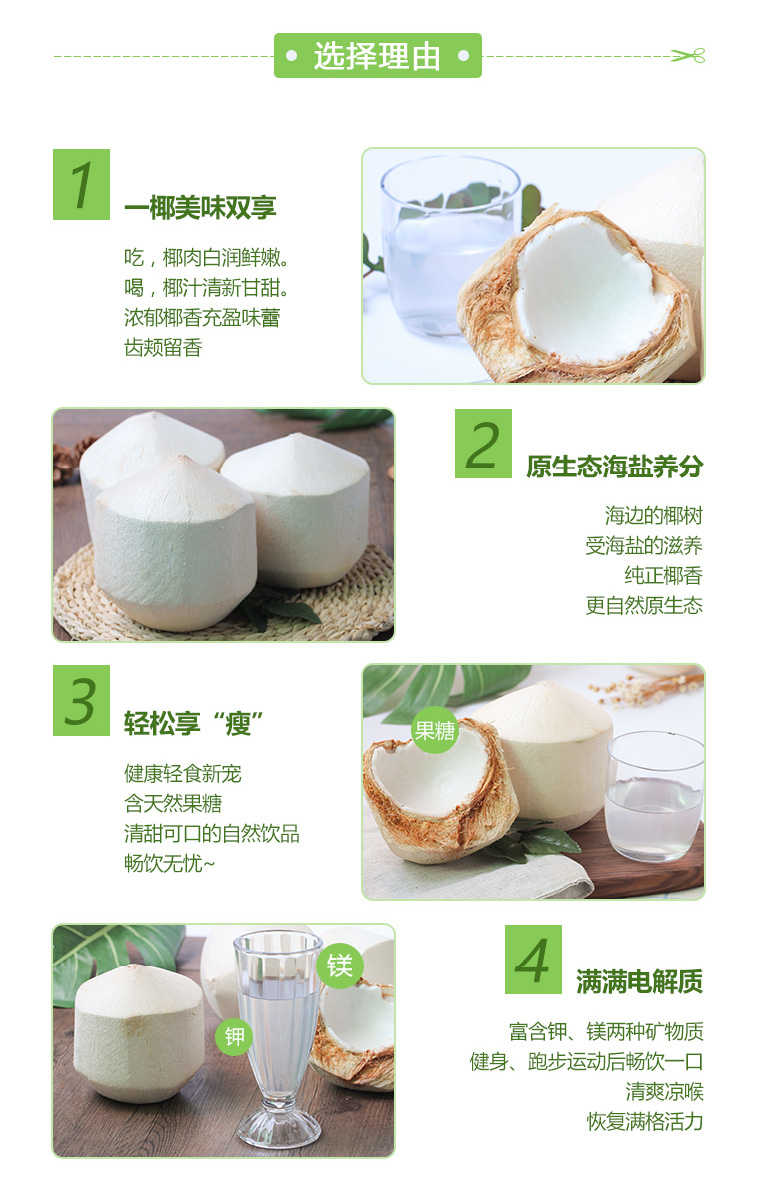 选择理由
1
一椰美味双享
吃，椰肉白润鲜嫩。
喝，椰汁清新甘甜。
浓郁椰香充盈味蕾
齿颊留香
2
原生态海盐养分
海边的椰树
受海盐的滋养
纯正椰香
更自然原生态
3
轻松享“瘦”
健康轻食新宠
含天然果糖
清甜可口的自然饮品
畅饮无忧~
果糖
镁
钾
4
满满电解质
富含钾、镁两种矿物质
健身、跑步运动后畅饮一口
清爽凉喉
恢复满格活力